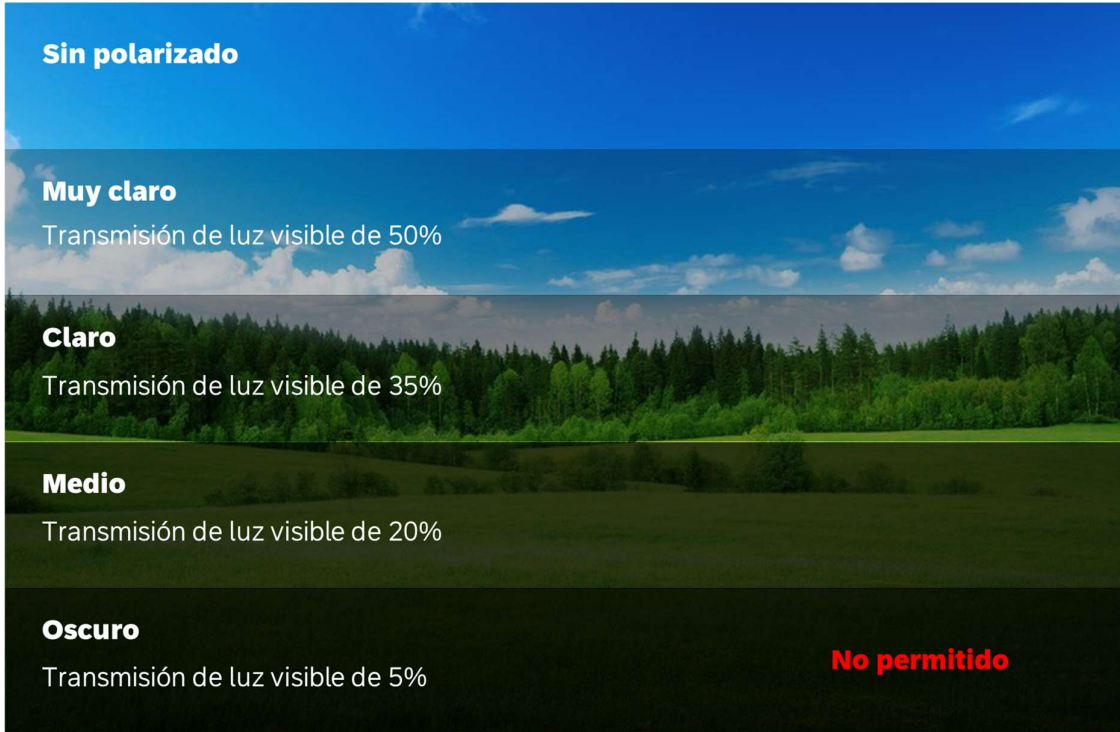 Sin polarizado
Muy claro
Transmisión de luz visible de 50%
Claro
Transmisión de luz visible de 35%
Medio
Transmisión de luz visible de 20%
Oscuro
Transmisión de luz visible de 5%
No permitido